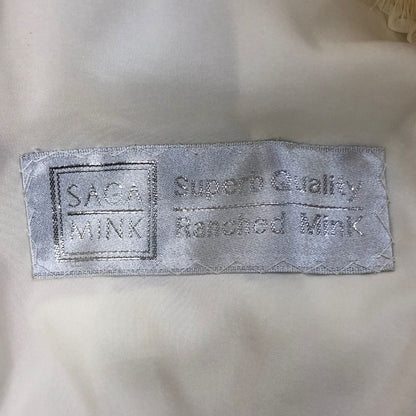 SAGA
MINK
Superb Quality
Ranched Mink